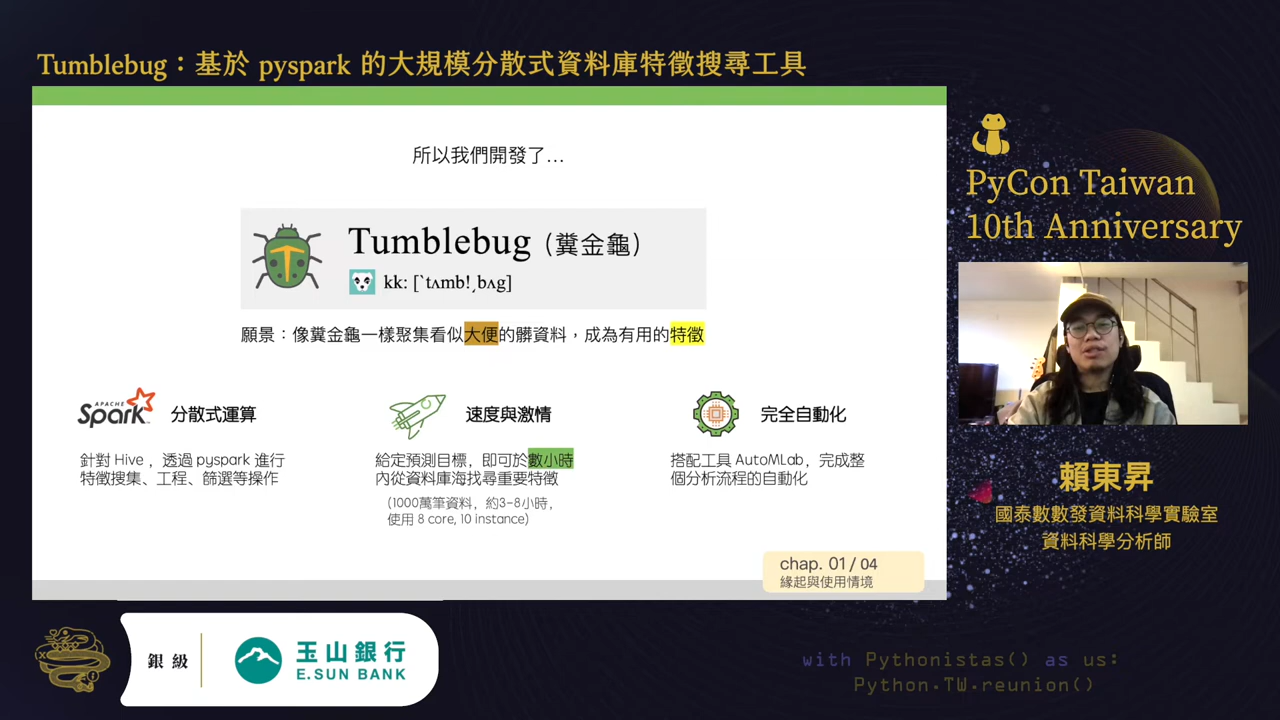 Tumblebug：基於 pyspark 的大規模分散式資料庫特徵搜尋工具
所以我們開發了...
Tumblebug（糞金龜）
kk: [ˋtʌmb!͵bʌg]
願景：像糞金龜一樣聚集看似大便的髒資料，成為有用的特徵
APACHE
Spark
分散式運算
針對 Hive ，透過 pyspark 進行
特徵搜集、工程、篩選等操作
速度與激情
給定預測目標，即可於數小時
內從資料庫海找尋重要特徵
(1000萬筆資料，約3-8小時，
使用 8 core, 10 instance)
完全自動化
搭配工具 AutoMLab，完成整
個分析流程的自動化
chap. 01 / 04
緣起與使用情境
PyCon Taiwan
10th Anniversary
賴東昇
國泰數數發資料科學實驗室
資料科學分析師
銀級
玉山銀行
E.SUN BANK
with Pythonistas() as us:
Python.TW.reunion()